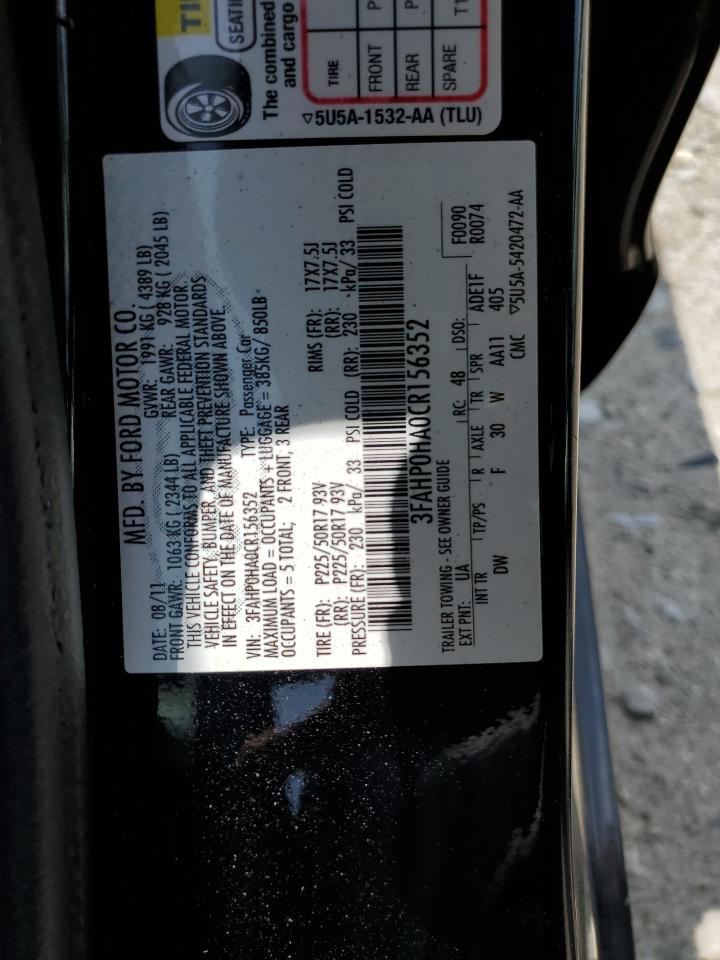 TI
SEATI
The combined
and cargo
TIRE
FRONT P
REAR P
SPARE T1
▽5U5A-1532-AA (TLU)
MFD. BY FORD MOTOR CO.
DATE: 08/11 GVWR: 1991 KG ( 4389 LB)
FRONT GAWR: 1063 KG ( 2344 LB) REAR GAWR: 928 KG ( 2045 LB)
THIS VEHICLE CONFORMS TO ALL APPLICABLE FEDERAL MOTOR
VEHICLE SAFETY, BUMPER, AND THEFT PREVENTION STANDARDS
IN EFFECT ON THE DATE OF MANUFACTURE SHOWN ABOVE.
VIN: 3FAHP0HA0CR156352 TYPE: Passenger Car
MAXIMUM LOAD = OCCUPANTS + LUGGAGE = 385KG/ 850LB
OCCUPANTS = 5 TOTAL; 2 FRONT, 3 REAR
TIRE (FR): P225/50R17 93V RIMS (FR): 17X7.5J
(RR): P225/50R17 93V (RR): 17X7.5J
PRESSURE (FR): 230 kPa/ 33 PSI COLD (RR): 230 kPa/ 33 PSI COLD
3FAHP0HA0CR156352
TRAILER TOWING - SEE OWNER GUIDE F0090
EXT PNT: UA RC: 48 DSO: R0074
INT TR TP/PS R AXLE TR SPR ADE1F
DW F 30 W AA11 405
CMC ▽5U5A-5420472-AA